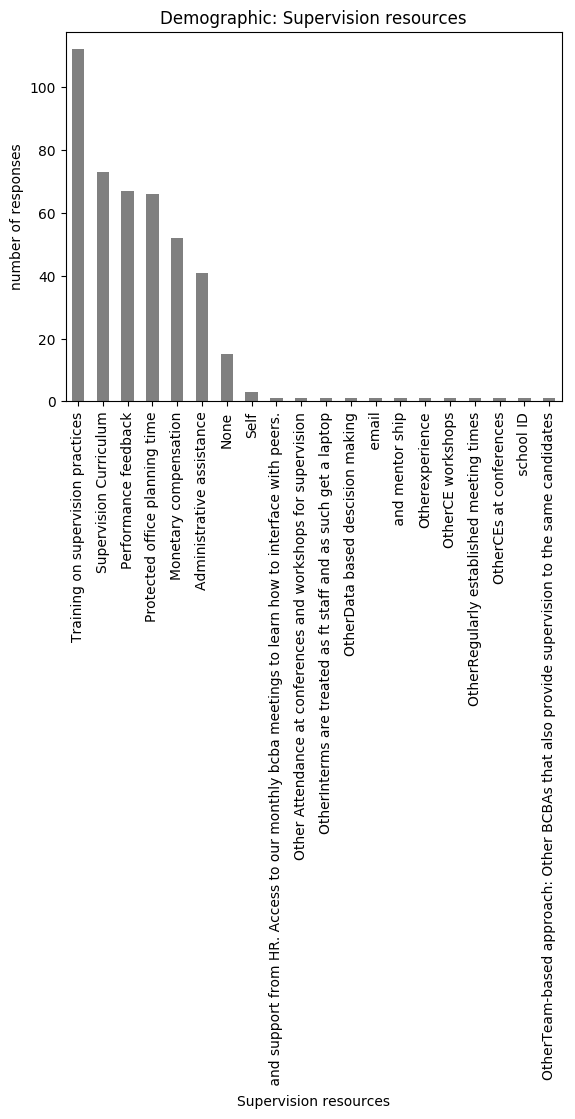 Demographic: Supervision resources
number of responses
100
80
60
40
20
0
Training on supervision practices
Supervision Curriculum
Performance feedback
Protected office planning time
Monetary compensation
Administrative assistance
None
Self
and support from HR. Access to our monthly bcba meetings to learn how to interface with peers.
Other Attendance at conferences and workshops for supervision
OtherInterms are treated as ft staff and as such get a laptop
OtherData based descision making
email
and mentor ship
Otherexperience
OtherCE workshops
OtherRegularly established meeting times
OtherCEs at conferences
school ID
OtherTeam-based approach: Other BCBAs that also provide supervision to the same candidates
Supervision resources